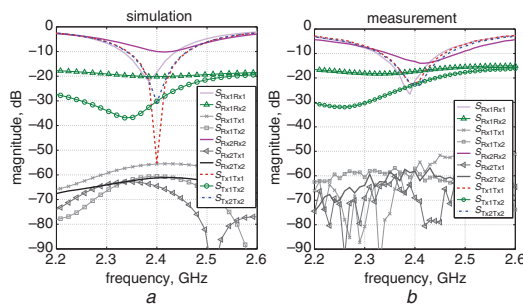 simulation
measurement
0
–10
–20
–30
–40
–50
–60
–70
–80
–90
magnitude, dB
S_Rx1Rx1
S_Rx1Rx2
S_Rx1Tx1
S_Rx1Tx2
S_Rx2Rx2
S_Rx2Tx1
S_Rx2Tx2
S_Tx1Tx1
S_Tx1Tx2
S_Tx2Tx2
2.2 2.3 2.4 2.5 2.6
frequency, GHz
a
0
–10
–20
–30
–40
–50
–60
–70
–80
–90
magnitude, dB
S_Rx1Rx1
S_Rx1Rx2
S_Rx1Tx1
S_Rx1Tx2
S_Rx2Rx2
S_Rx2Tx1
S_Rx2Tx2
S_Tx1Tx1
S_Tx1Tx2
S_Tx2Tx2
2.2 2.3 2.4 2.5 2.6
frequency, GHz
b